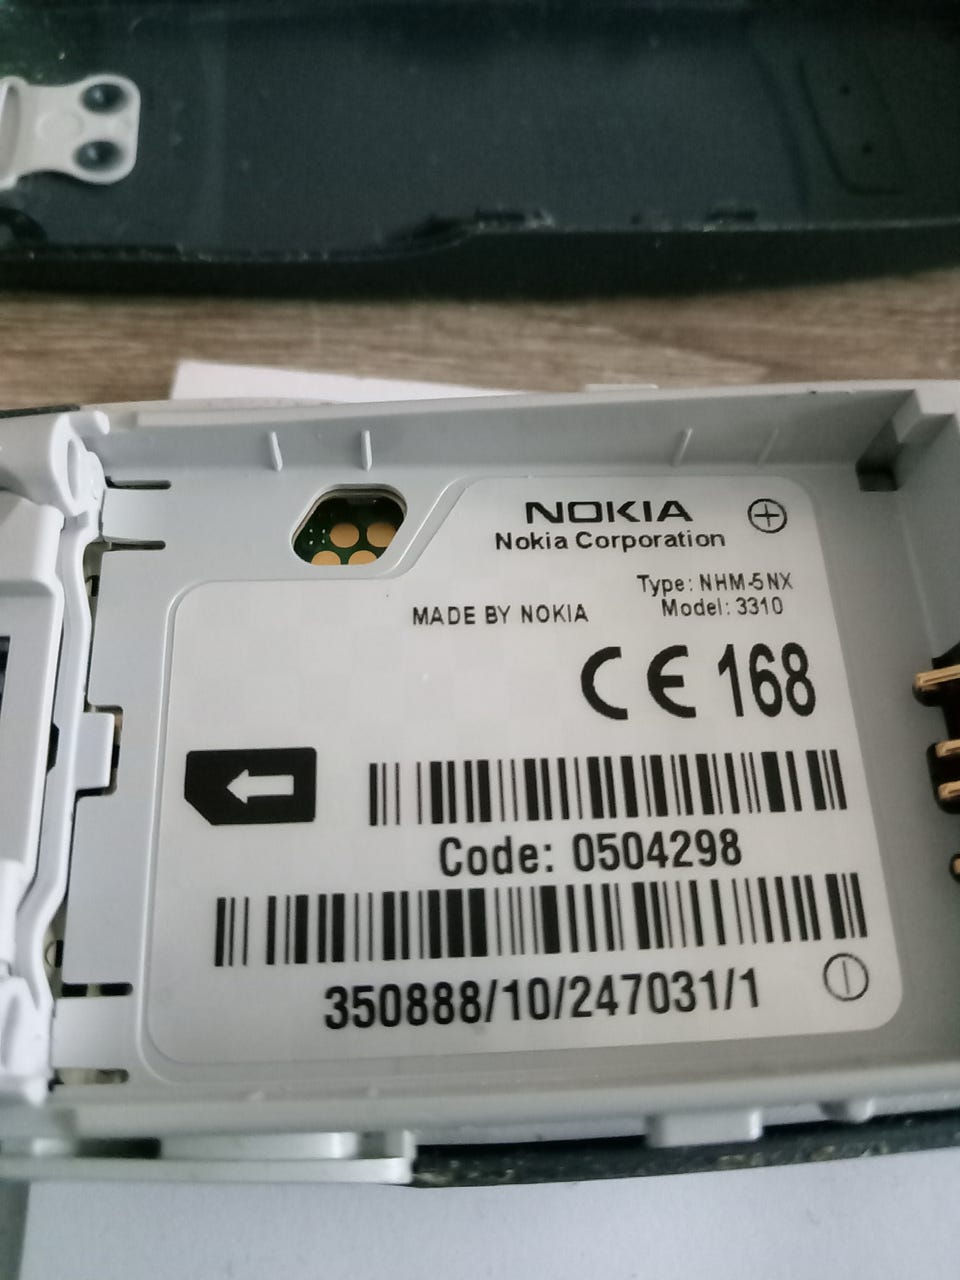 NOKIA
Nokia Corporation
Type: NHM-5NX
Model: 3310
MADE BY NOKIA
CE 168
Code: 0504298
350888/10/247031/1